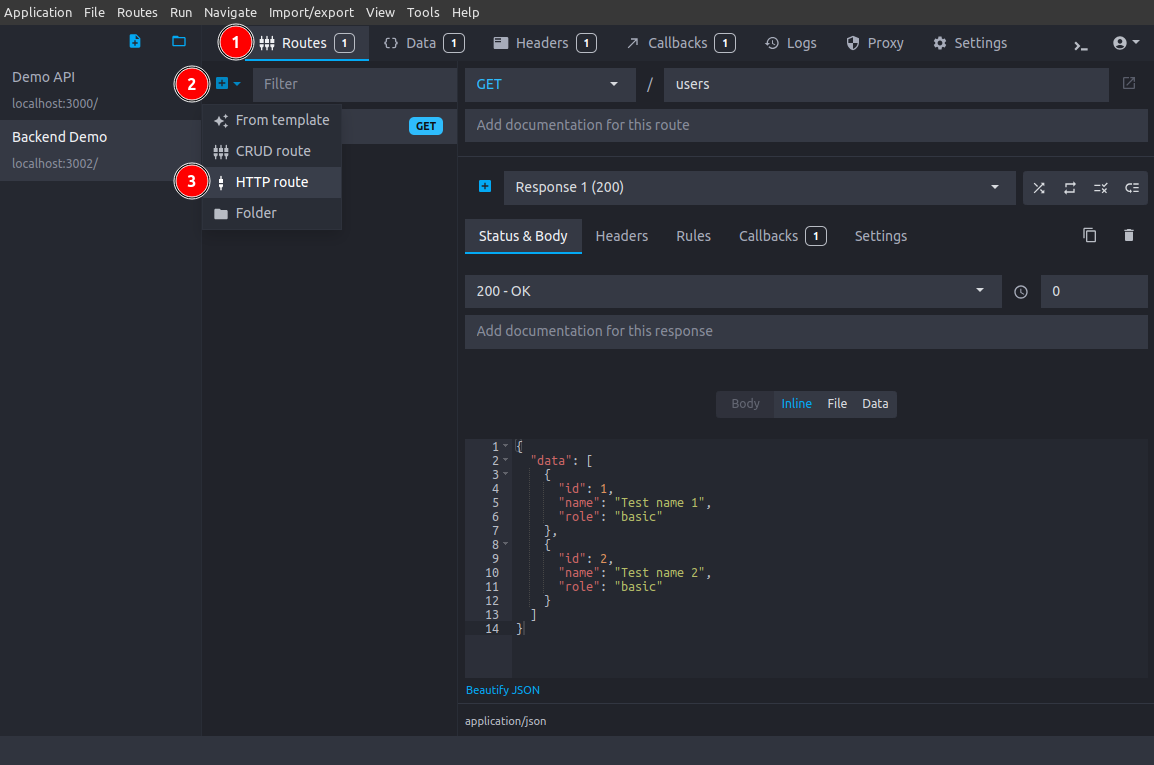 Application File Routes Run Navigate Import/export View Tools Help
1 Routes 1 Data 1 Headers 1 Callbacks 1 Logs Proxy Settings
Demo API
localhost:3000/
Backend Demo
localhost:3002/
2 Filter
From template
GET
CRUD route
3 HTTP route
Folder
GET / users
Add documentation for this route
Response 1 (200)
Status & Body Headers Rules Callbacks 1 Settings
200 - OK 0
Add documentation for this response
Body Inline File Data
1 {
2 "data": [
3 {
4 "id": 1,
5 "name": "Test name 1",
6 "role": "basic"
7 },
8 {
9 "id": 2,
10 "name": "Test name 2",
11 "role": "basic"
12 }
13 ]
14 }
Beautify JSON
application/json